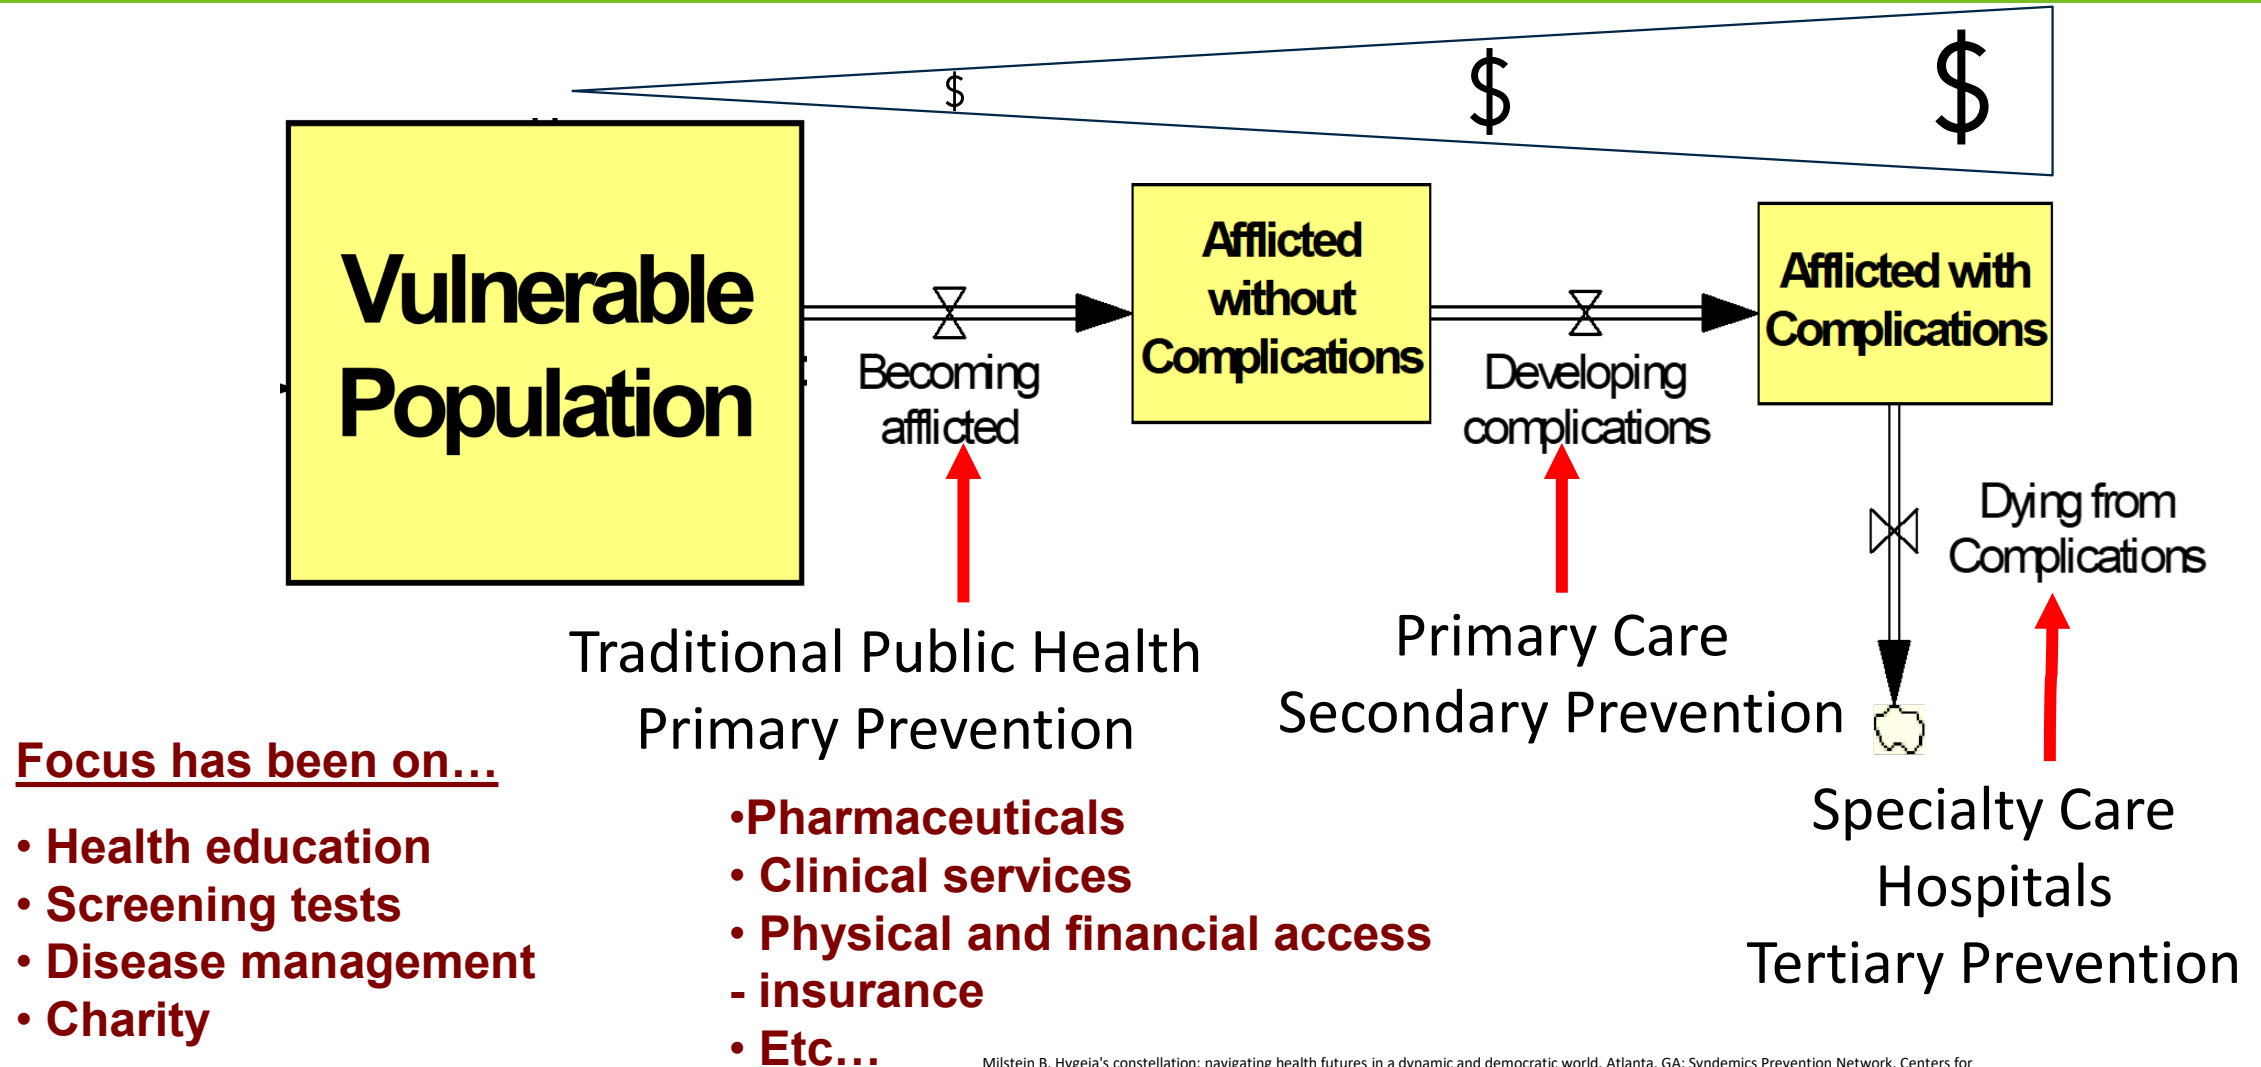 $ $ $
Vulnerable
Population
Becoming
afflicted
Afflicted
without
Complications
Developing
complications
Afflicted with
Complications
Dying from
Complications
Traditional Public Health
Primary Prevention
Primary Care
Secondary Prevention
Specialty Care
Hospitals
Tertiary Prevention
Focus has been on…
• Health education
• Screening tests
• Disease management
• Charity
•Pharmaceuticals
• Clinical services
• Physical and financial access
- insurance
• Etc…
Milstein B. Hygeia's constellation: navigating health futures in a dynamic and democratic world. Atlanta, GA: Syndemics Prevention Network, Centers for